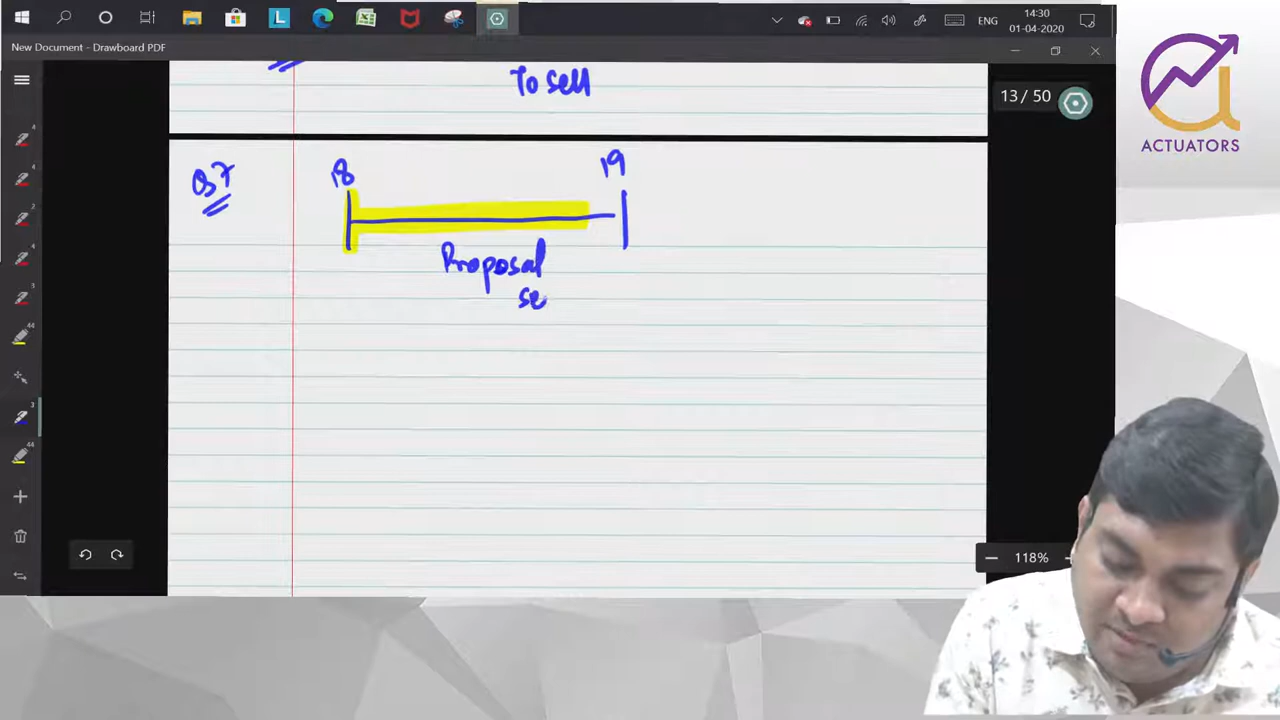 14:30
ENG
01-04-2020
New Document - Drawboard PDF
To sell
13 / 50
ACTUATORS
Q7
18
19
Proposal
se
118%